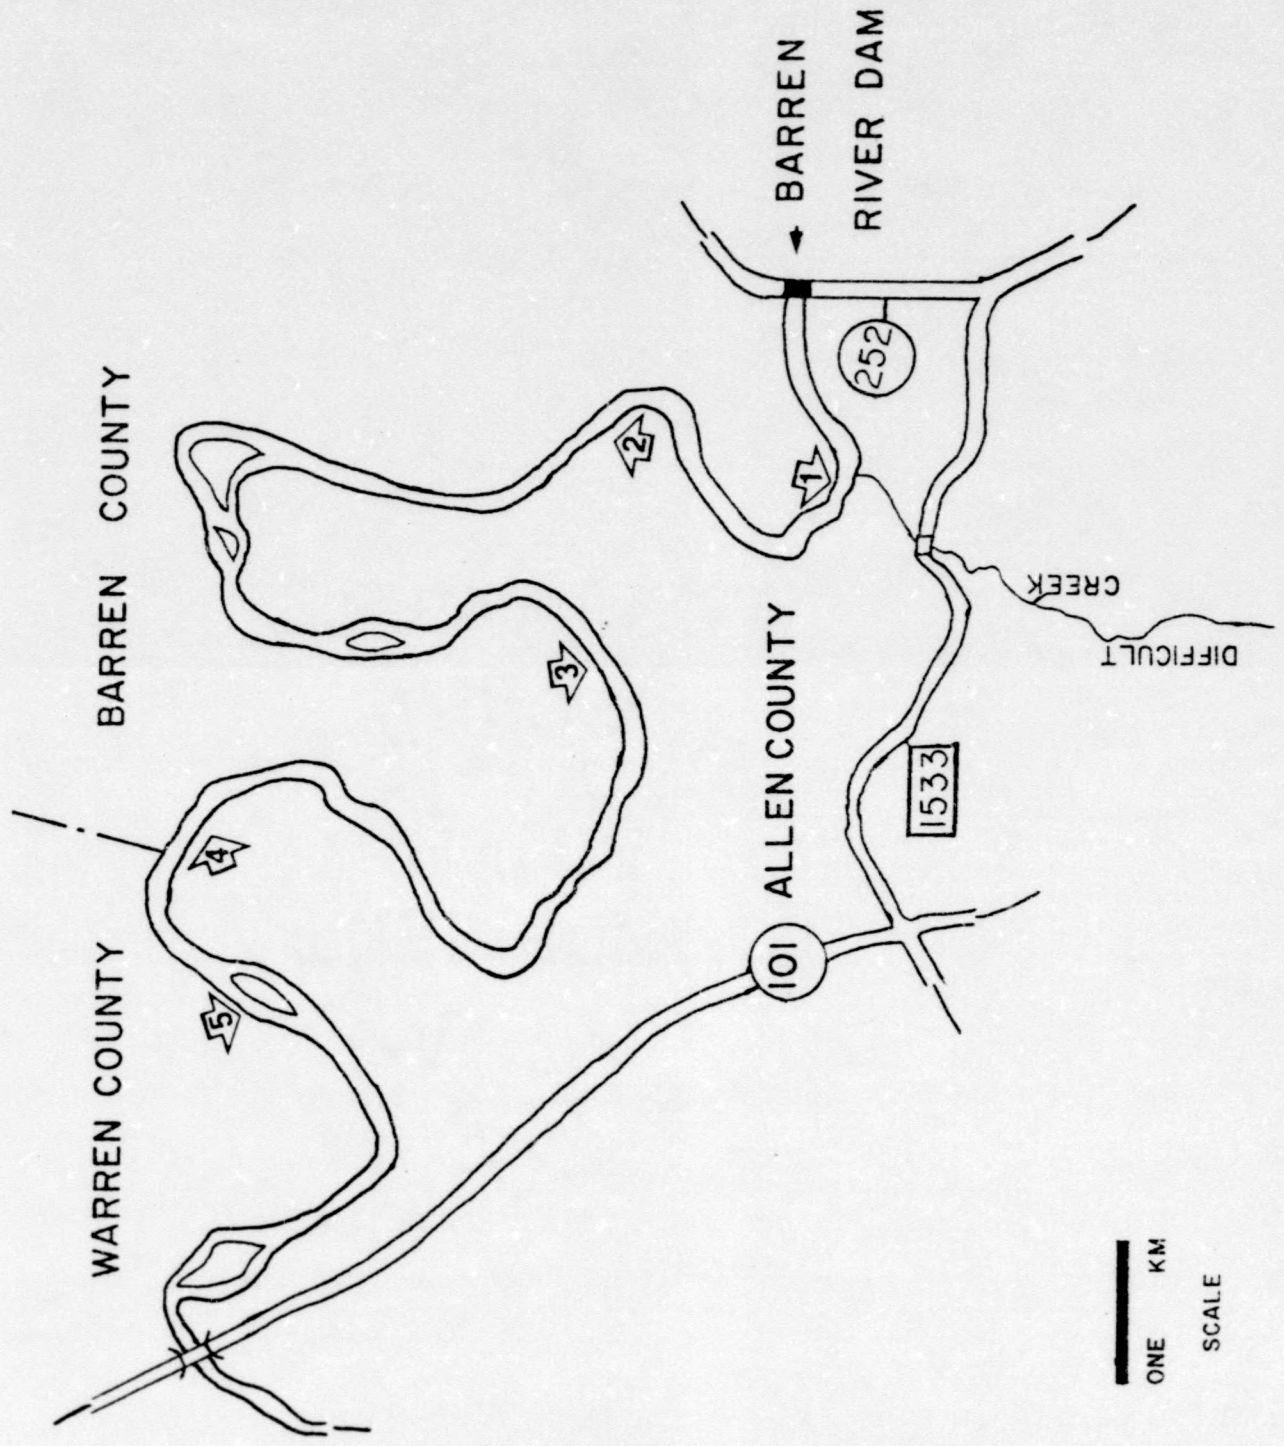 WARREN COUNTY
BARREN COUNTY
5
4
3
2
1
101
ALLEN COUNTY
252
BARREN
RIVER DAM
1533
DIFFICULT
CREEK
ONE KM
SCALE